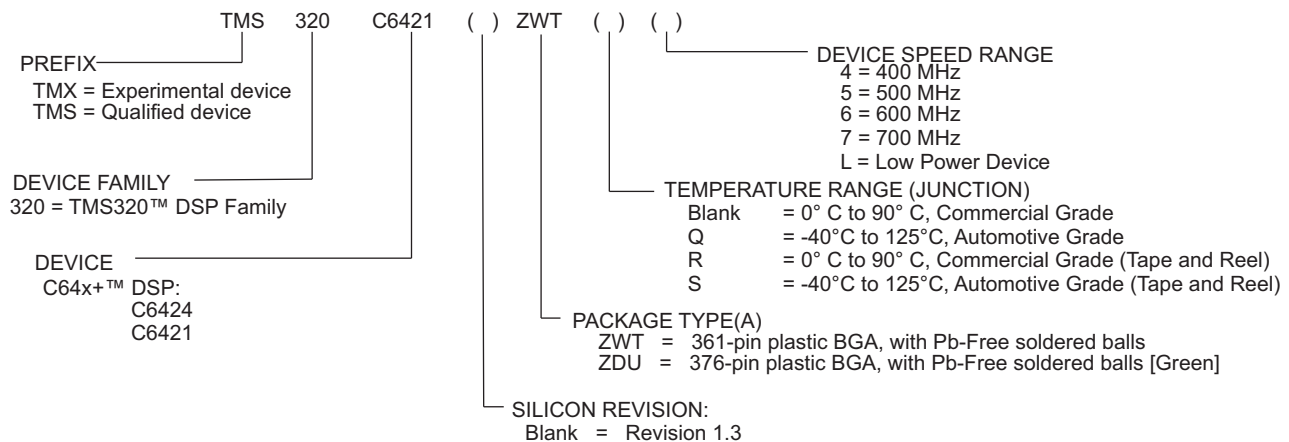 TMS 320 C6421 ( ) ZWT ( ) ( )
PREFIX
TMX = Experimental device
TMS = Qualified device
DEVICE SPEED RANGE
4 = 400 MHz
5 = 500 MHz
6 = 600 MHz
7 = 700 MHz
L = Low Power Device
DEVICE FAMILY
320 = TMS320™ DSP Family
TEMPERATURE RANGE (JUNCTION)
Blank = 0° C to 90° C, Commercial Grade
Q = -40°C to 125°C, Automotive Grade
R = 0° C to 90° C, Commercial Grade (Tape and Reel)
S = -40°C to 125°C, Automotive Grade (Tape and Reel)
DEVICE
C64x+™ DSP:
C6424
C6421
PACKAGE TYPE(A)
ZWT = 361-pin plastic BGA, with Pb-Free soldered balls
ZDU = 376-pin plastic BGA, with Pb-Free soldered balls [Green]
SILICON REVISION:
Blank = Revision 1.3